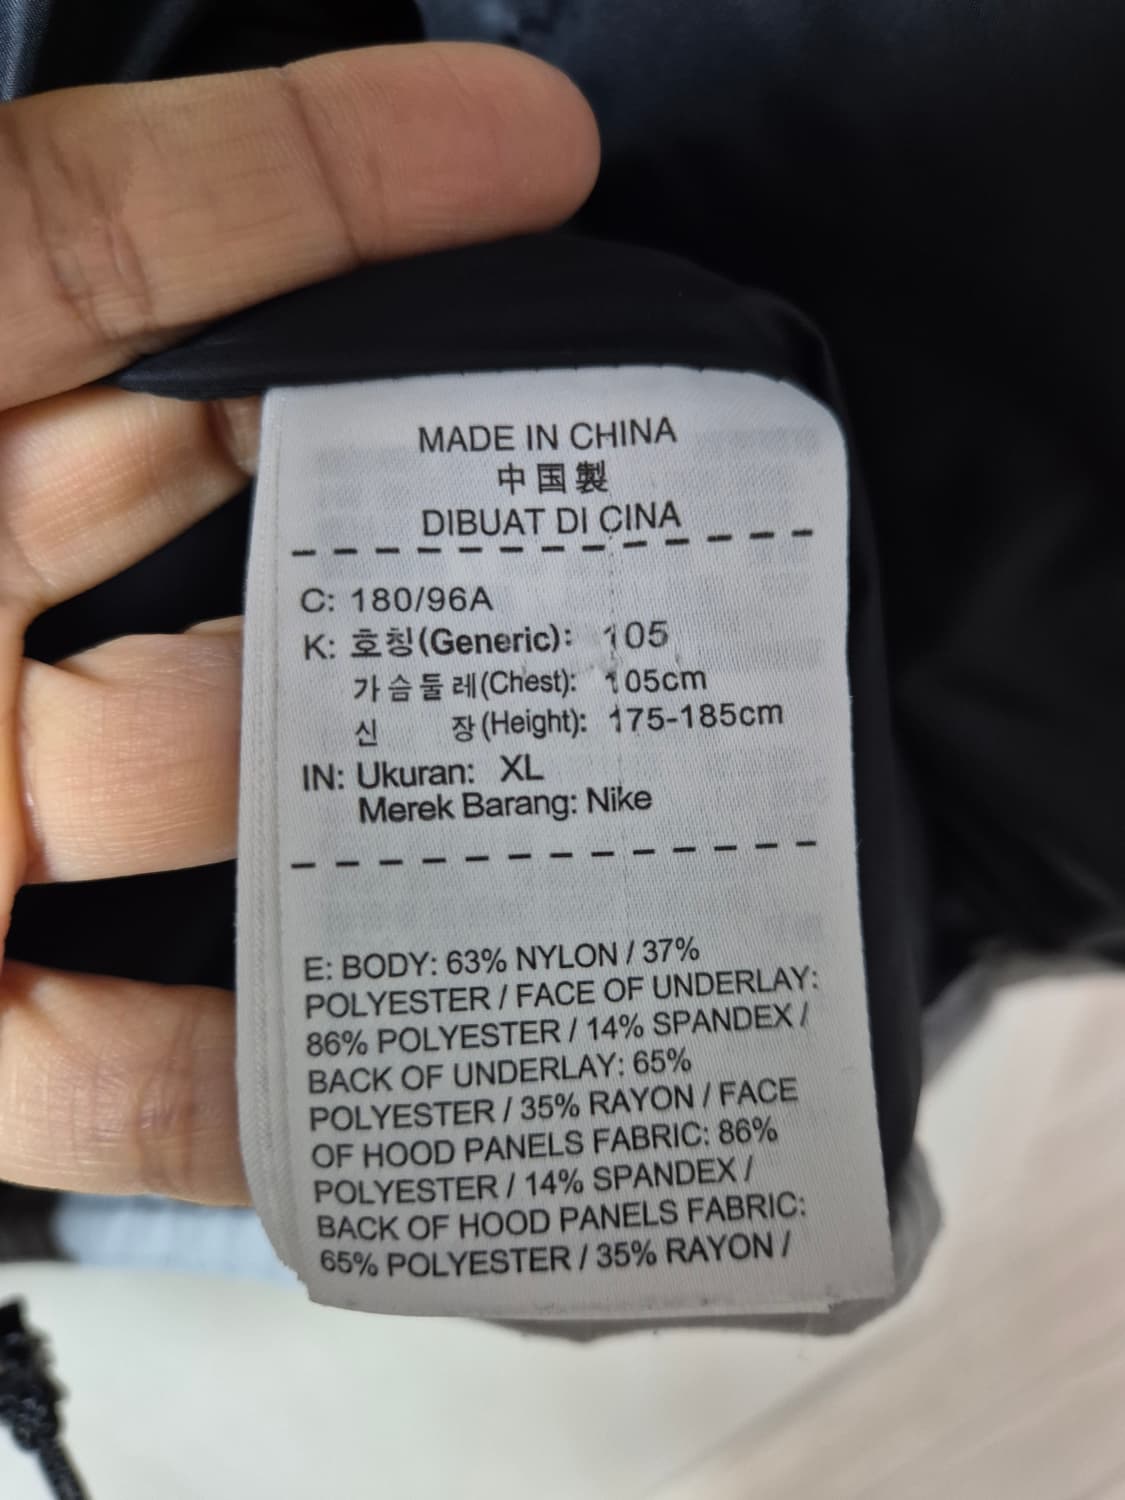 MADE IN CHINA
中国製
DIBUAT DI CINA
C: 180/96A
K: 호칭(Generic): 105
가슴둘레(Chest): 105cm
신 장(Height): 175-185cm
IN: Ukuran: XL
Merek Barang: Nike
E: BODY: 63% NYLON / 37%
POLYESTER / FACE OF UNDERLAY:
86% POLYESTER / 14% SPANDEX /
BACK OF UNDERLAY: 65%
POLYESTER / 35% RAYON / FACE
OF HOOD PANELS FABRIC: 86%
POLYESTER / 14% SPANDEX /
BACK OF HOOD PANELS FABRIC:
65% POLYESTER / 35% RAYON /